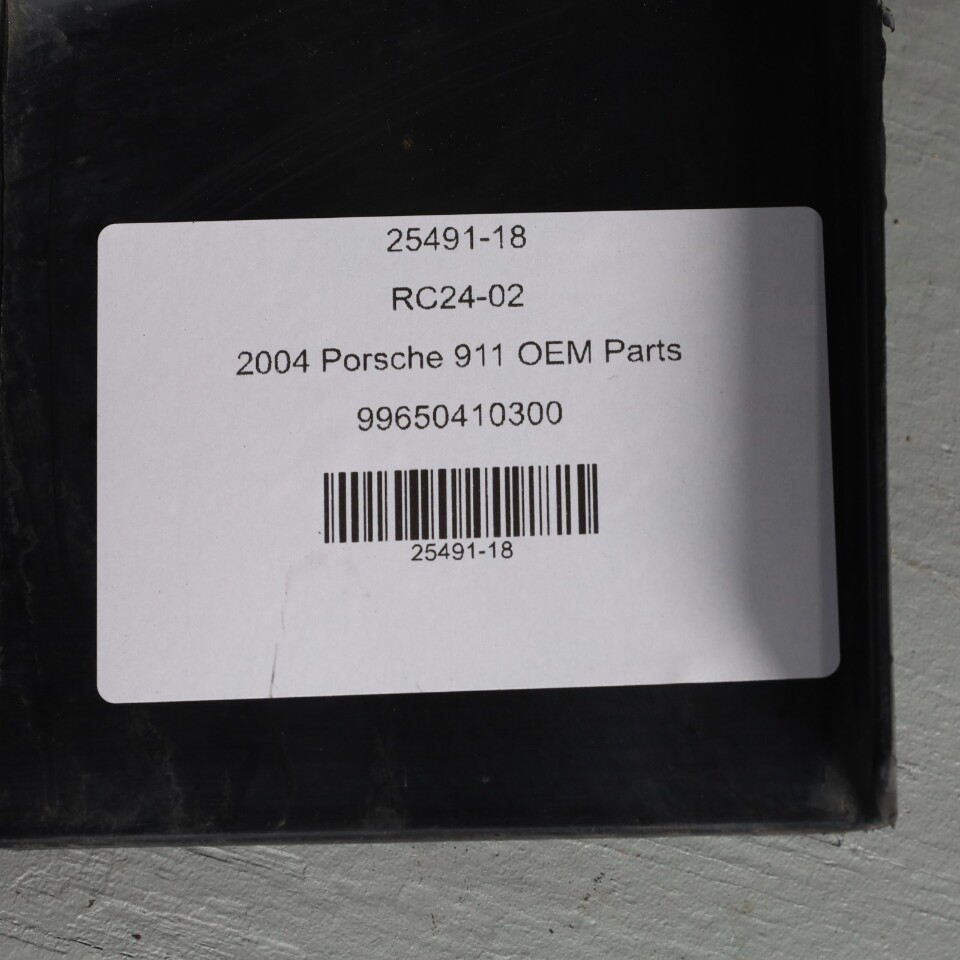 25491-18
RC24-02
2004 Porsche 911 OEM Parts
99650410300
25491-18